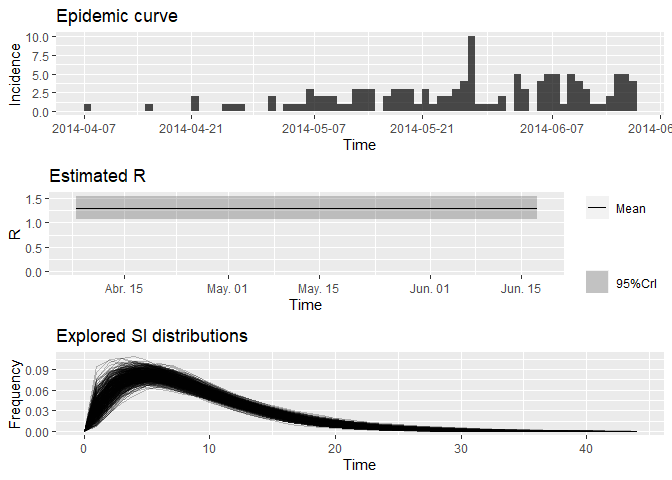 Epidemic curve
Incidence
10.0
7.5
5.0
2.5
0.0
2014-04-07 2014-04-21 2014-05-07 2014-05-21 2014-06-07 2014-06
Time
Estimated R
R
1.5
1.0
0.5
0.0
Abr. 15 May. 01 May. 15 Jun. 01 Jun. 15
Time
Mean
95%CrI
Explored SI distributions
Frequency
0.09
0.06
0.03
0.00
0 10 20 30 40
Time